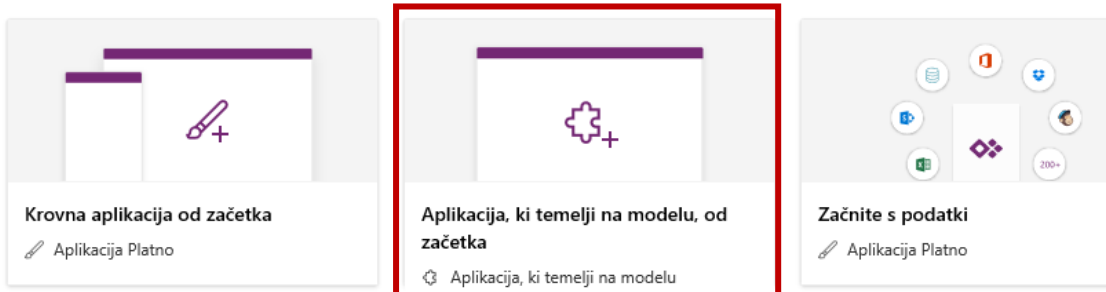 200+
Krovna aplikacija od začetka
Aplikacija Platno
Aplikacija, ki temelji na modelu, od
začetka
Aplikacija, ki temelji na modelu
Začnite s podatki
Aplikacija Platno